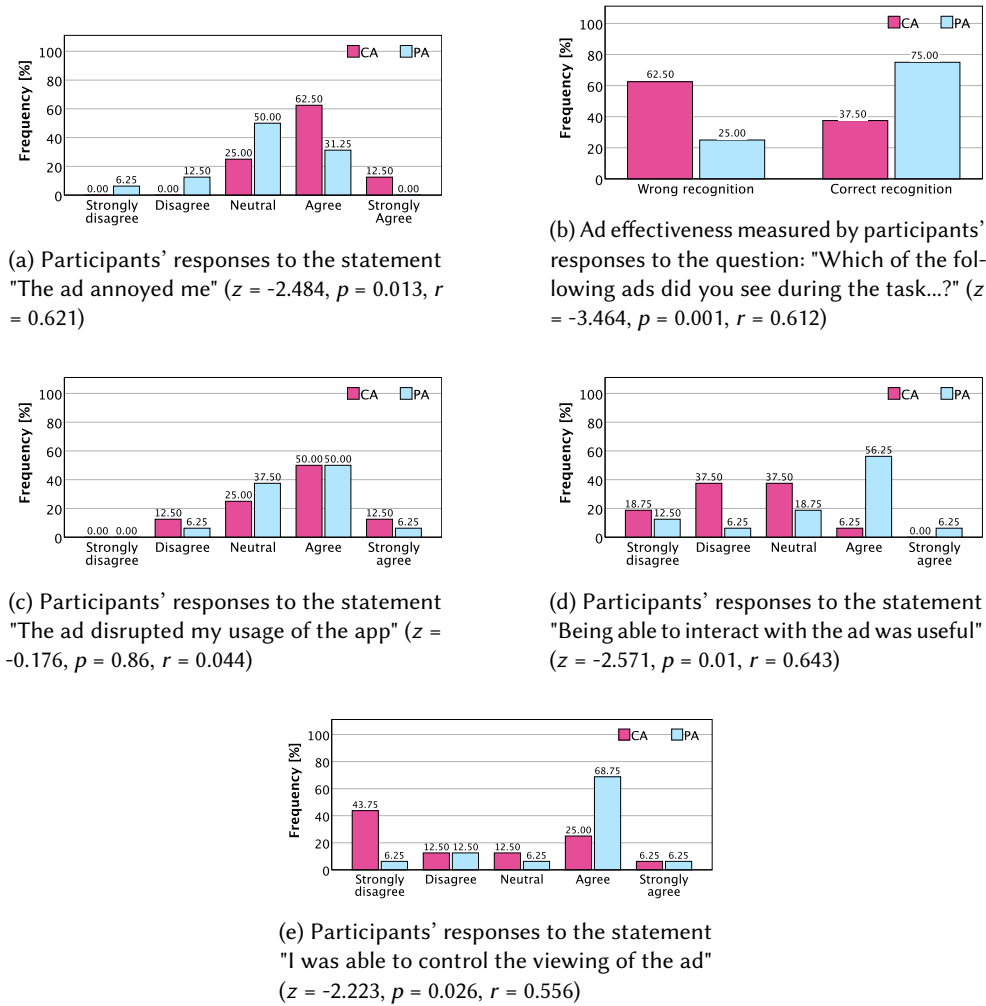 Frequency [%]
100
80
60
40
20
0
CA PA
0.00 6.25 0.00 12.50 25.00 50.00 62.50 31.25 12.50 0.00
Strongly disagree Disagree Neutral Agree Strongly Agree
(a) Participants' responses to the statement
"The ad annoyed me" (z = -2.484, p = 0.013, r
= 0.621)
Frequency [%]
100
80
60
40
20
0
CA PA
62.50 25.00 37.50 75.00
Wrong recognition Correct recognition
(b) Ad effectiveness measured by participants'
responses to the question: "Which of the fol-
lowing ads did you see during the task...?" (z
= -3.464, p = 0.001, r = 0.612)
Frequency [%]
100
80
60
40
20
0
CA PA
0.00 0.00 12.50 6.25 25.00 37.50 50.00 50.00 12.50 6.25
Strongly disagree Disagree Neutral Agree Strongly agree
(c) Participants' responses to the statement
"The ad disrupted my usage of the app" (z =
-0.176, p = 0.86, r = 0.044)
Frequency [%]
100
80
60
40
20
0
CA PA
18.75 12.50 37.50 6.25 37.50 18.75 6.25 56.25 0.00 6.25
Strongly disagree Disagree Neutral Agree Strongly agree
(d) Participants' responses to the statement
"Being able to interact with the ad was useful"
(z = -2.571, p = 0.01, r = 0.643)
Frequency [%]
100
80
60
40
20
0
CA PA
43.75 6.25 12.50 12.50 12.50 6.25 25.00 68.75 6.25 6.25
Strongly disagree Disagree Neutral Agree Strongly agree
(e) Participants' responses to the statement
"I was able to control the viewing of the ad"
(z = -2.223, p = 0.026, r = 0.556)